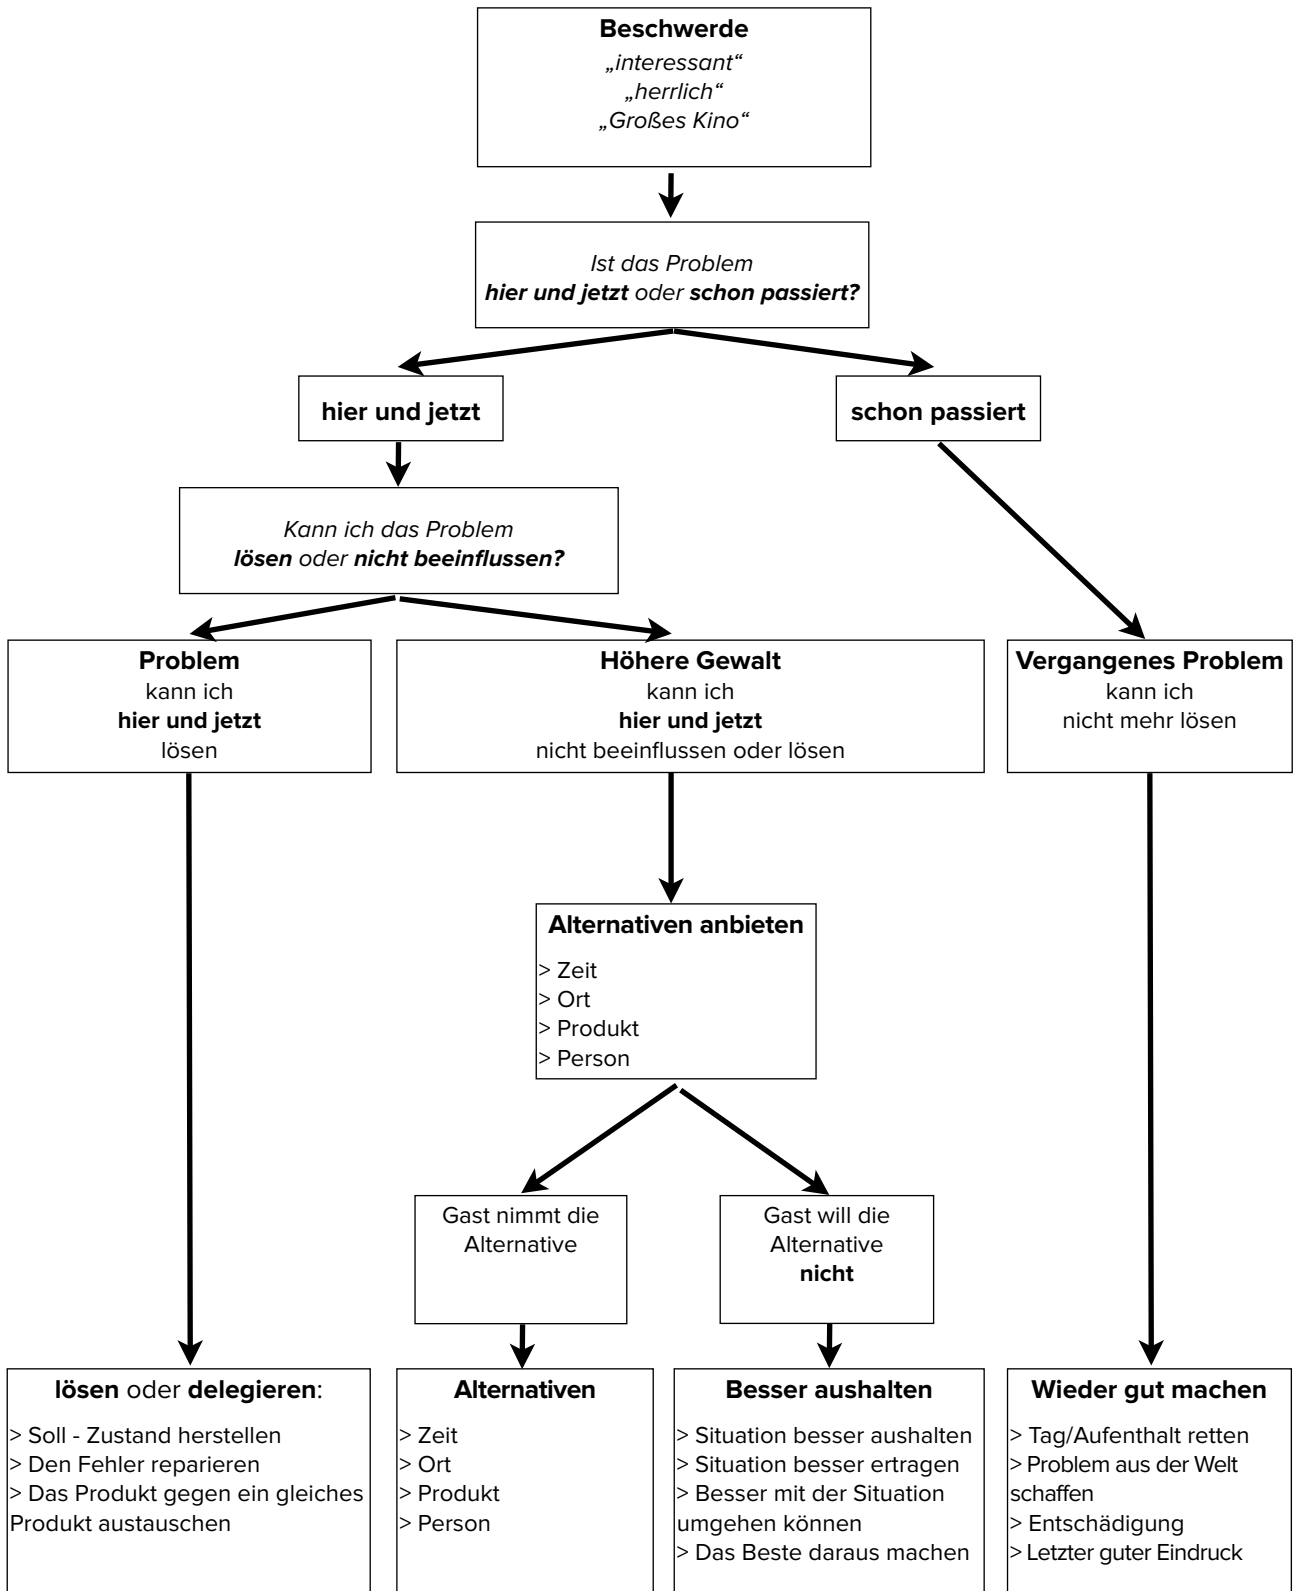 Beschwerde
„interessant“
„herrlich“
„Großes Kino“
Ist das Problem
hier und jetzt oder schon passiert?
hier und jetzt
schon passiert
Kann ich das Problem
lösen oder nicht beeinflussen?
Problem
kann ich
hier und jetzt
lösen
Höhere Gewalt
kann ich
hier und jetzt
nicht beeinflussen oder lösen
Vergangenes Problem
kann ich
nicht mehr lösen
Alternativen anbieten
> Zeit
> Ort
> Produkt
> Person
Gast nimmt die
Alternative
Gast will die
Alternative
nicht
lösen oder delegieren:
> Soll - Zustand herstellen
> Den Fehler reparieren
> Das Produkt gegen ein gleiches
Produkt austauschen
Alternativen
> Zeit
> Ort
> Produkt
> Person
Besser aushalten
> Situation besser aushalten
> Situation besser ertragen
> Besser mit der Situation
umgehen können
> Das Beste daraus machen
Wieder gut machen
> Tag/Aufenthalt retten
> Problem aus der Welt
schaffen
> Entschädigung
> Letzter guter Eindruck